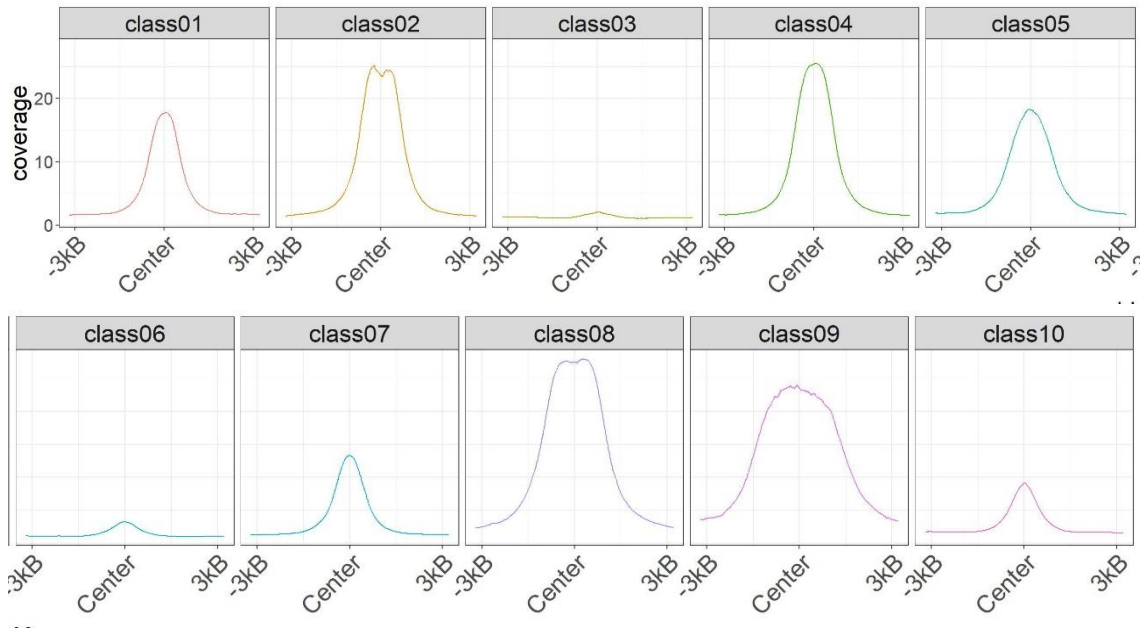 class01 class02 class03 class04 class05
coverage
20
10
0
-3kB Center 3kB -3kB Center 3kB -3kB Center 3kB -3kB Center 3kB -3kB Center 3kB
class06 class07 class08 class09 class10
-3kB Center 3kB -3kB Center 3kB -3kB Center 3kB -3kB Center 3kB -3kB Center 3kB